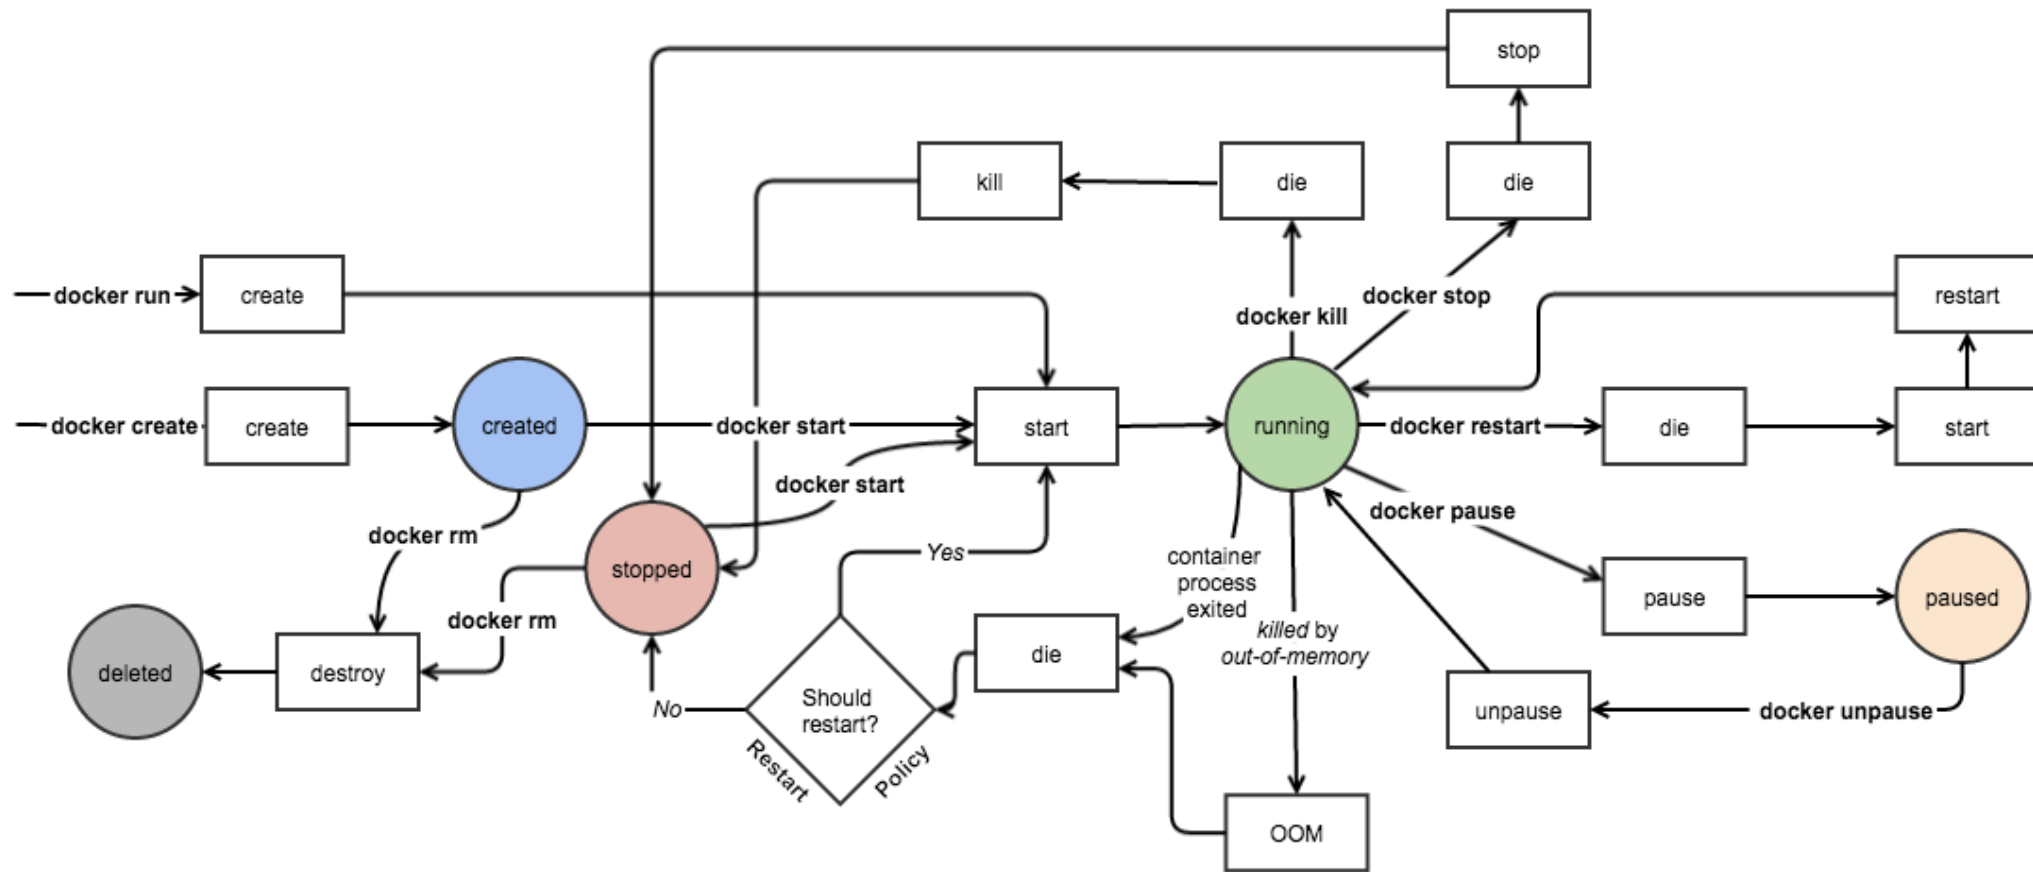 stop
kill
die
die
docker run
create
docker kill
docker stop
restart
docker create
create
created
docker start
start
running
docker restart
die
start
docker start
docker pause
docker rm
stopped
Yes
container
process
exited
pause
paused
docker rm
killed by
out-of-memory
deleted
destroy
die
No
Should
restart?
unpause
docker unpause
Restart
Policy
OOM